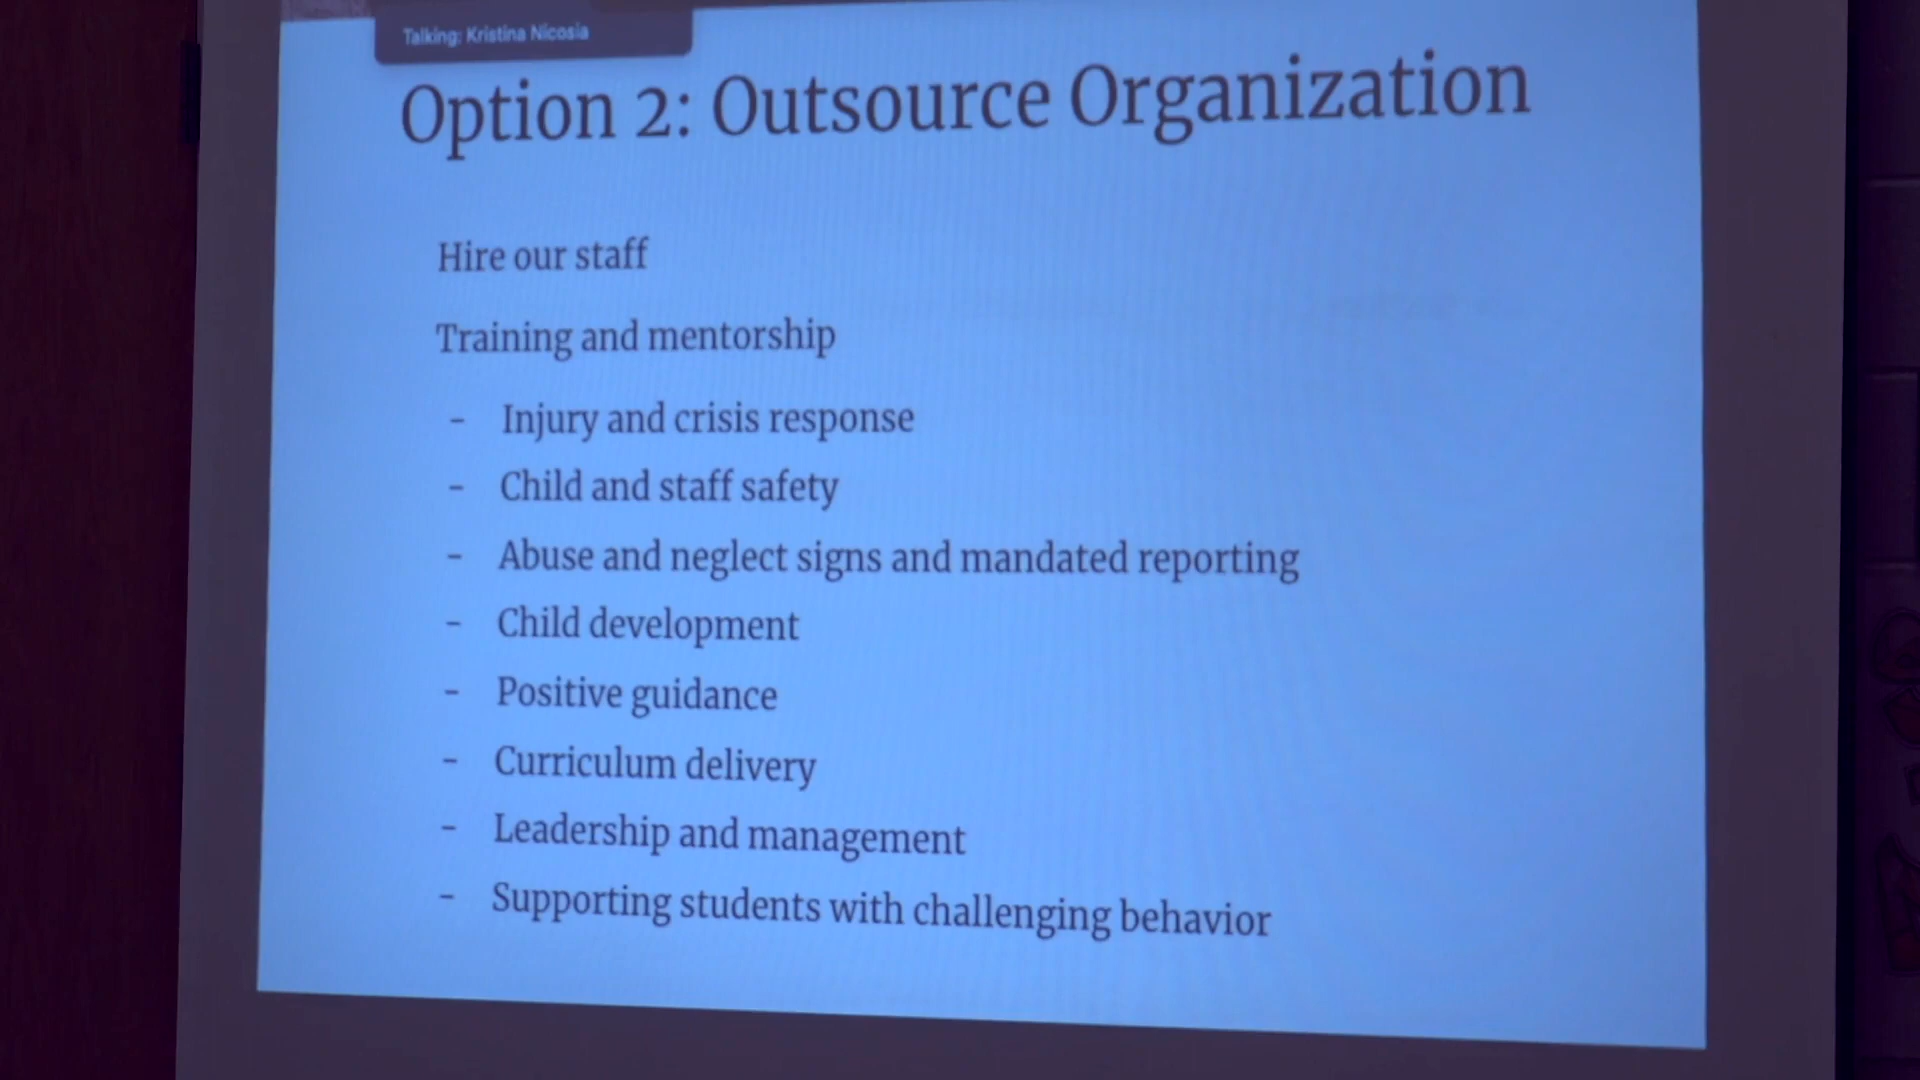 Talking: Kristina Nicosia
Option 2: Outsource Organization
Hire our staff
Training and mentorship
- Injury and crisis response
- Child and staff safety
- Abuse and neglect signs and mandated reporting
- Child development
- Positive guidance
- Curriculum delivery
- Leadership and management
- Supporting students with challenging behavior